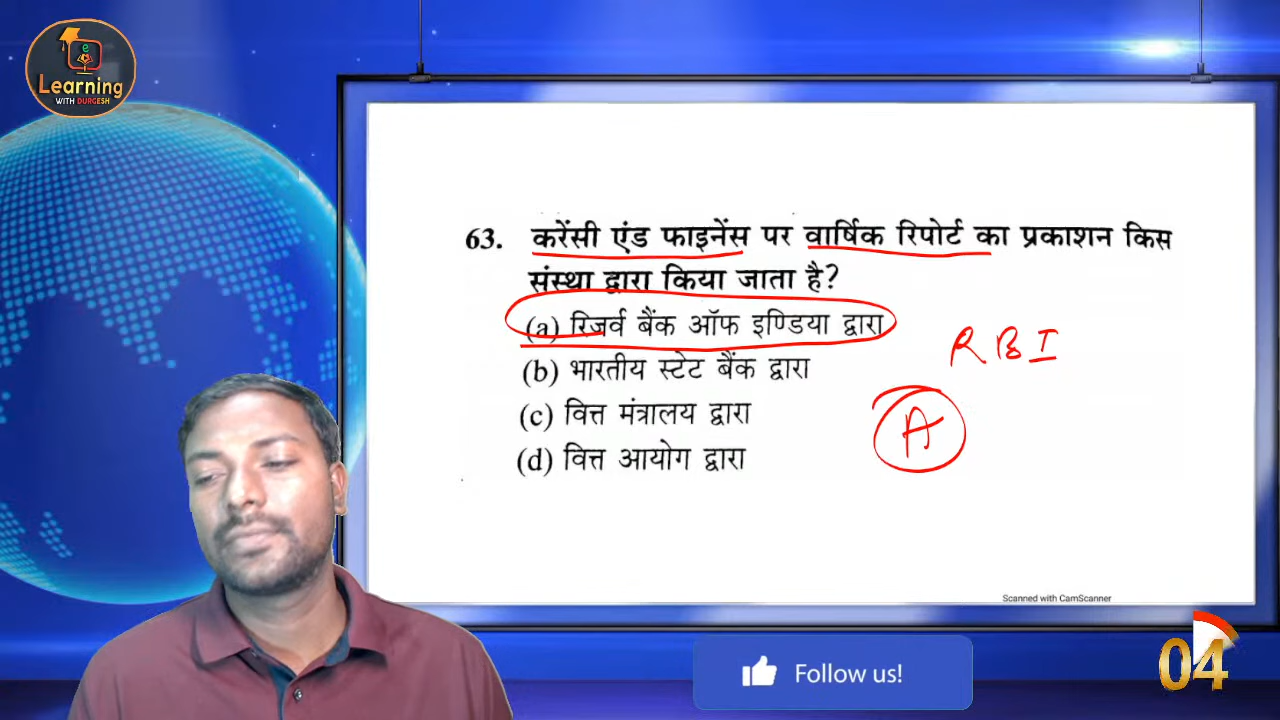 e
Learning
WITH DURGESH
63. करेंसी एंड फाइनेंस पर वार्षिक रिपोर्ट का प्रकाशन किस
संस्था द्वारा किया जाता है?
(a) रिजर्व बैंक ऑफ इण्डिया द्वारा
(b) भारतीय स्टेट बैंक द्वारा
(c) वित्त मंत्रालय द्वारा
(d) वित्त आयोग द्वारा
RBI
A
Scanned with CamScanner
Follow us!
04